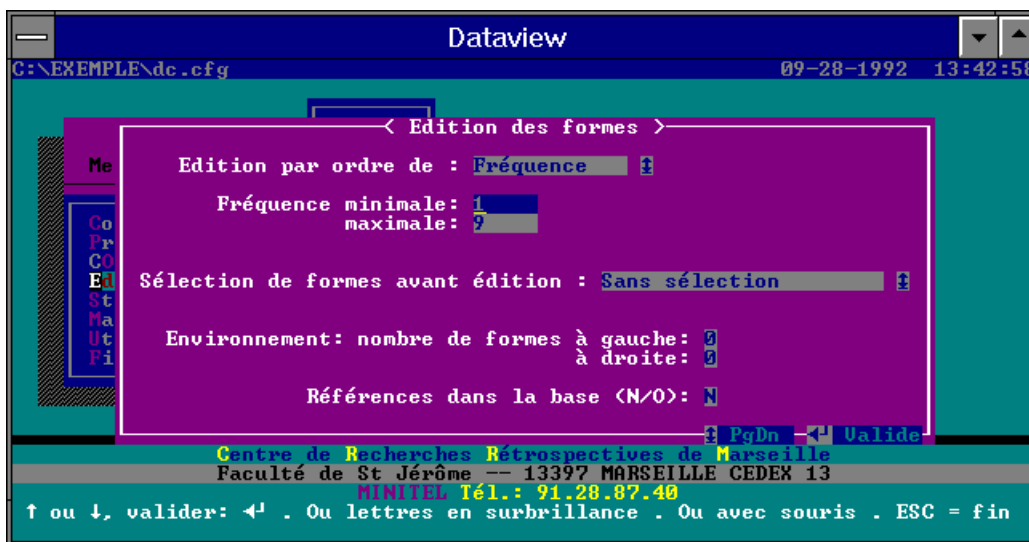 Dataview
C:\EXEMPLE\dc.cfg 09-28-1992 13:42:58
< Edition des formes >
Me
Edition par ordre de : Fréquence ↕
Fréquence minimale: 1
maximale: 9
Co
Pr
CO
Ed
St
Ma
Ut
Fi
Sélection de formes avant édition : Sans sélection ↕
Environnement: nombre de formes à gauche: 0
à droite: 0
Références dans la base (N/O): N
↕ PgDn ◄┘ Valide
Centre de Recherches Rétrospectives de Marseille
Faculté de St Jérôme -- 13397 MARSEILLE CEDEX 13
MINITEL Tél.: 91.28.87.40
↑ ou ↓, valider: ◄┘ . Ou lettres en surbrillance . Ou avec souris . ESC = fin